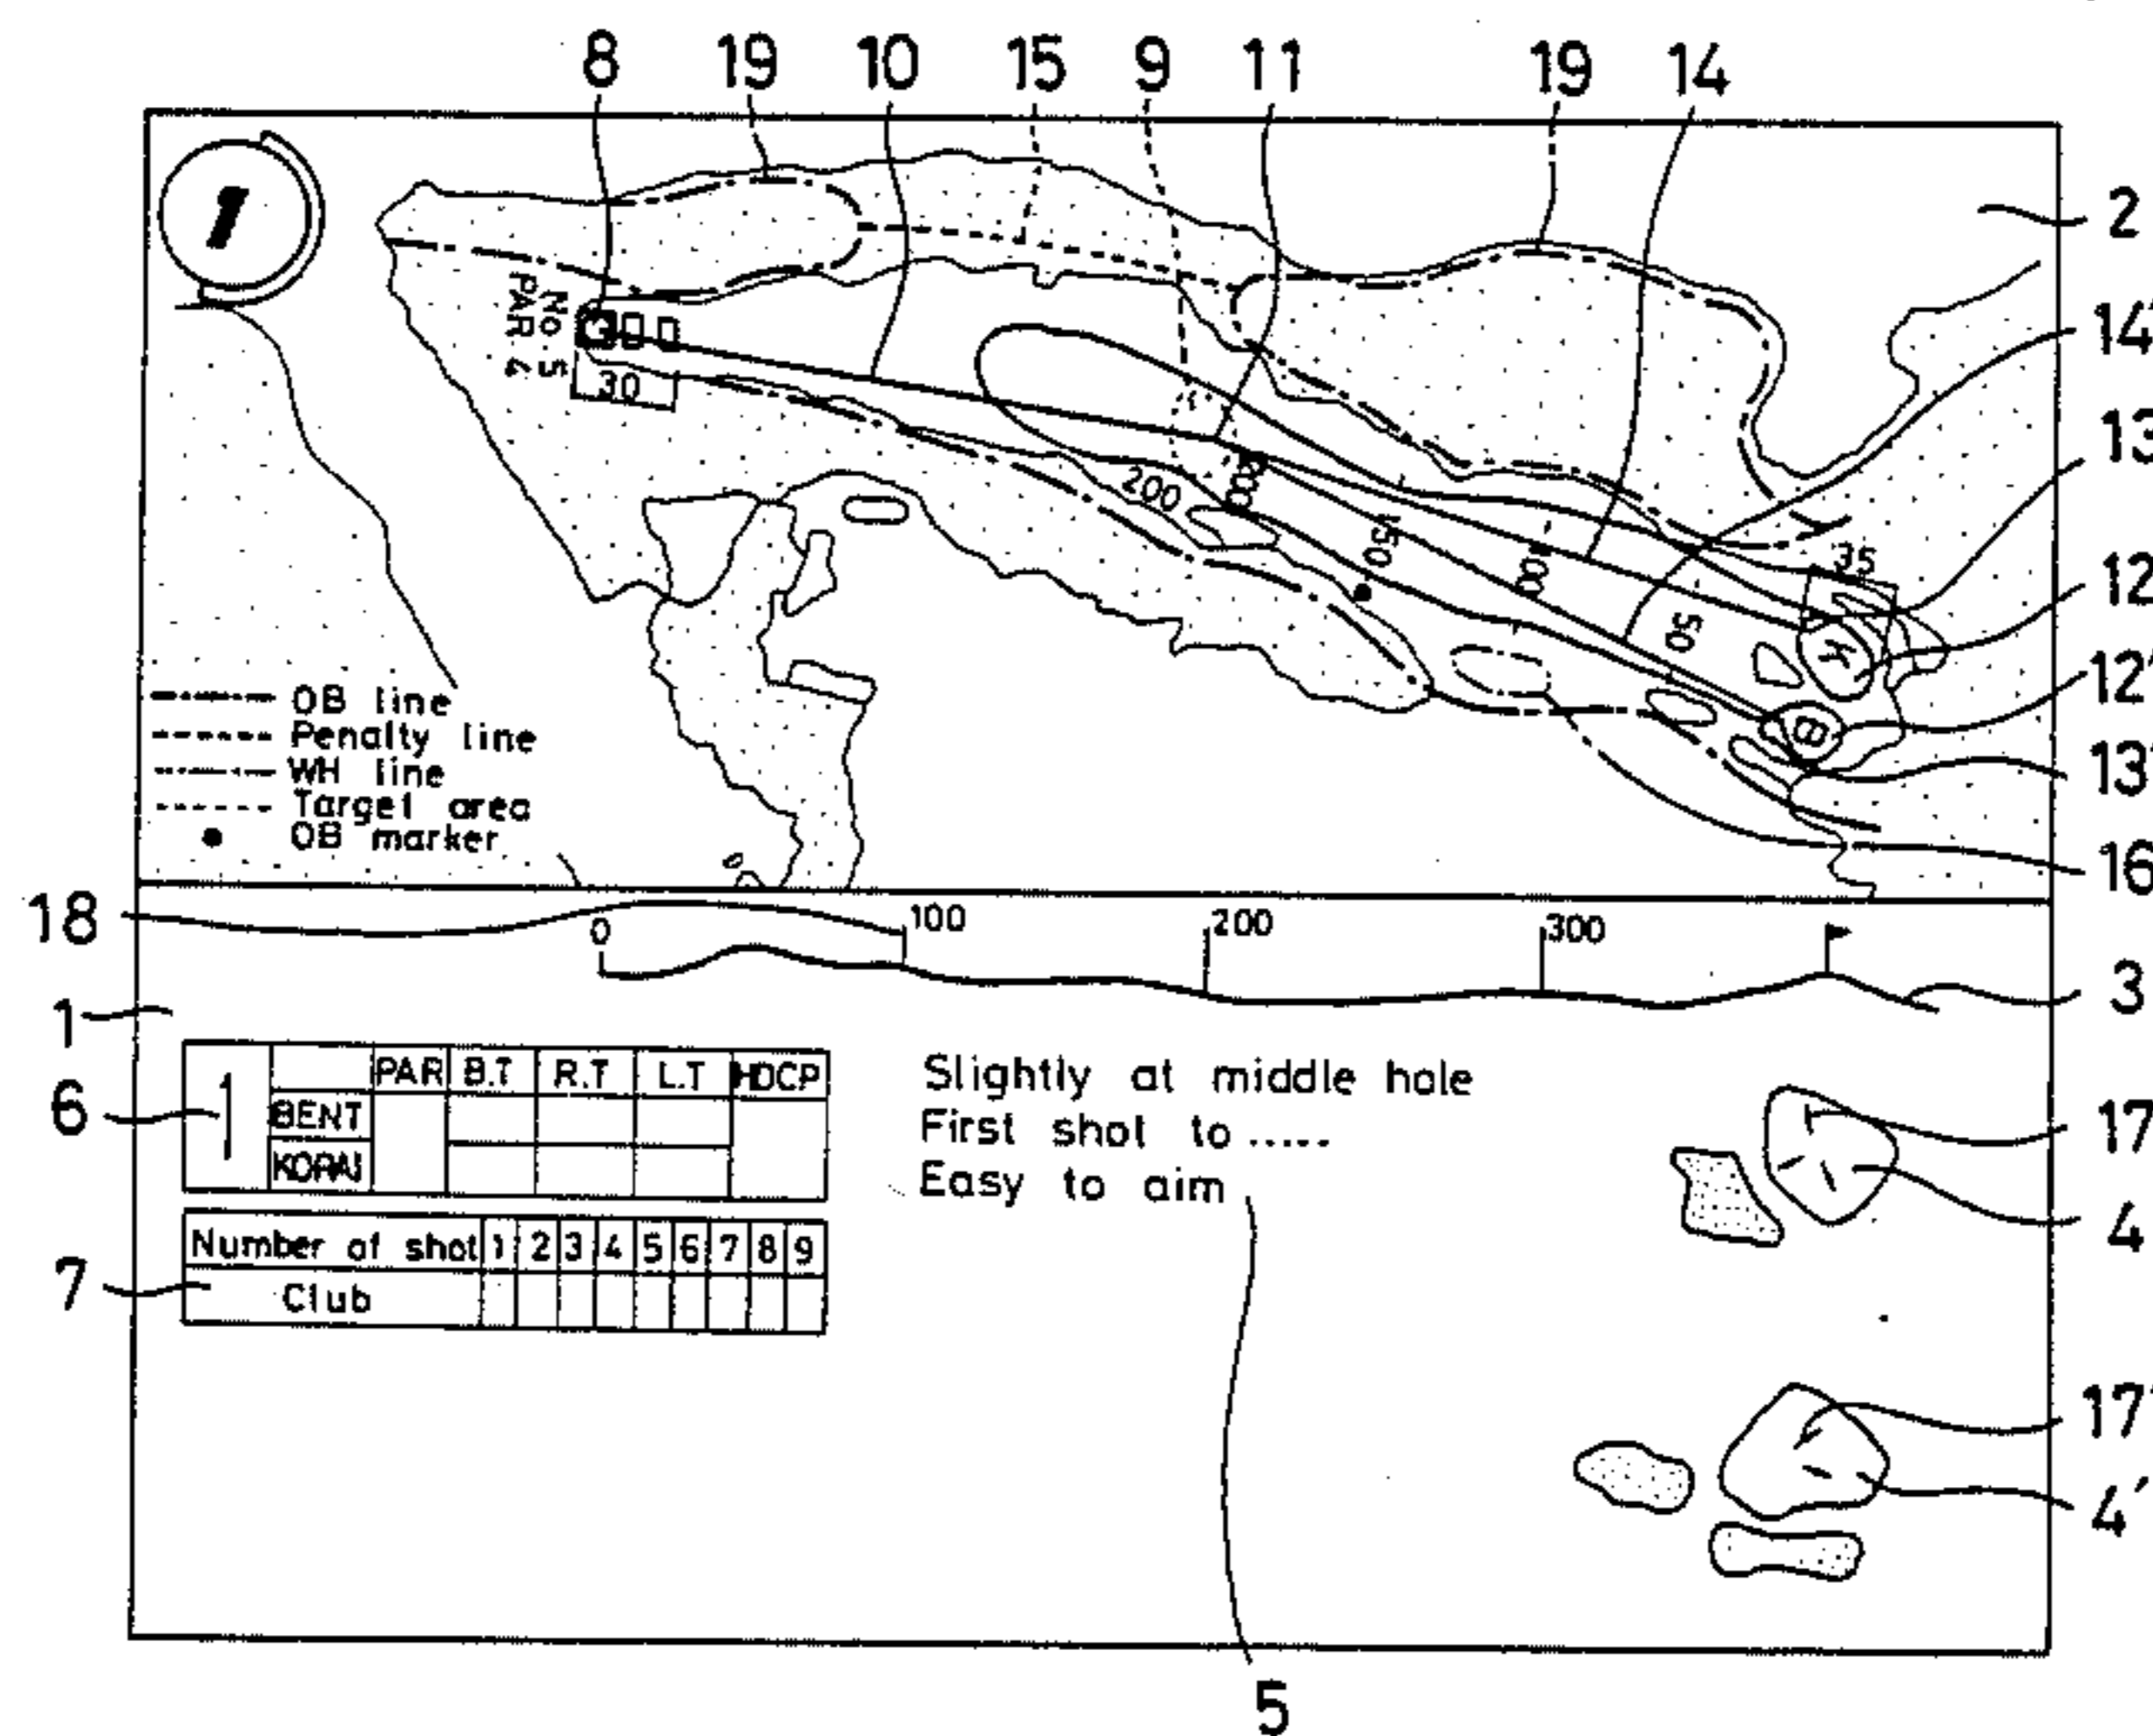 8 19 10 15 9 11 19 14
1
2
14'
13
12
12'
13'
16
No 5
PAR 4
30
200
200
150
100
50
35
K
B
OB line
Penalty line
WH line
Target area
OB marker
18
0 100 200 300
3
1
6
1 PAR B.T R.T L.T HDCP
BENT
KORAI
Slightly at middle hole
First shot to .....
Easy to aim
17
4
7
Number of shot 1 2 3 4 5 6 7 8 9
Club
17'
4'
5